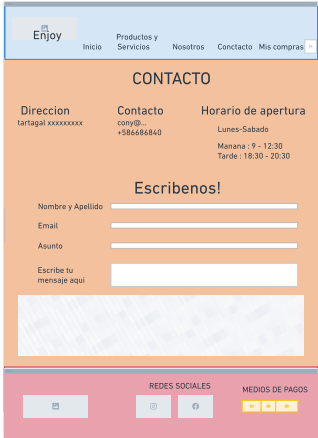 Enjoy
Inicio
Productos y
Servicios
Nosotros
Conctacto
Mis compras
CONTACTO
Direccion
tartagal xxxxxxxxx
Contacto
cony@...
+586686840
Horario de apertura
Lunes-Sabado
Manana : 9 - 12:30
Tarde : 18:30 - 20:30
Escribenos!
Nombre y Apellido
Email
Asunto
Escribe tu
mensaje aqui
REDES SOCIALES
MEDIOS DE PAGOS